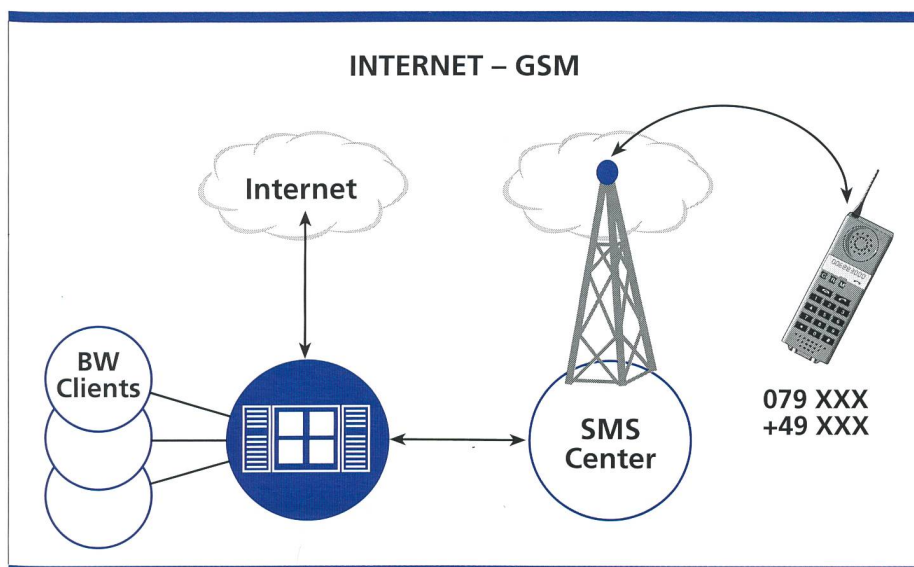 INTERNET – GSM
Internet
BW
Clients
SMS
Center
079 XXX
+49 XXX